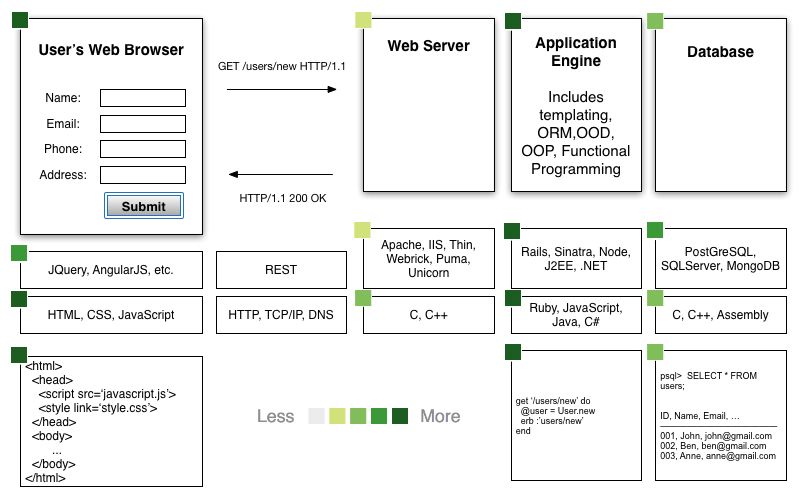 User's Web Browser
Name:
Email:
Phone:
Address:
Submit
GET /users/new HTTP/1.1
HTTP/1.1 200 OK
Web Server
Application
Engine
Includes
templating,
ORM,OOD,
OOP, Functional
Programming
Database
JQuery, AngularJS, etc.
REST
Apache, IIS, Thin,
Webrick, Puma,
Unicorn
Rails, Sinatra, Node,
J2EE, .NET
PostGreSQL,
SQLServer, MongoDB
HTML, CSS, JavaScript
HTTP, TCP/IP, DNS
C, C++
Ruby, JavaScript,
Java, C#
C, C++, Assembly
<html>
<head>
<script src='javascript.js'>
<style link='style.css'>
</head>
<body>
...
</body>
</html>
Less
More
get '/users/new' do
@user = User.new
erb :'users/new'
end
psql> SELECT * FROM
users;
ID, Name, Email, …
001, John, john@gmail.com
002, Ben, ben@gmail.com
003, Anne, anne@gmail.com